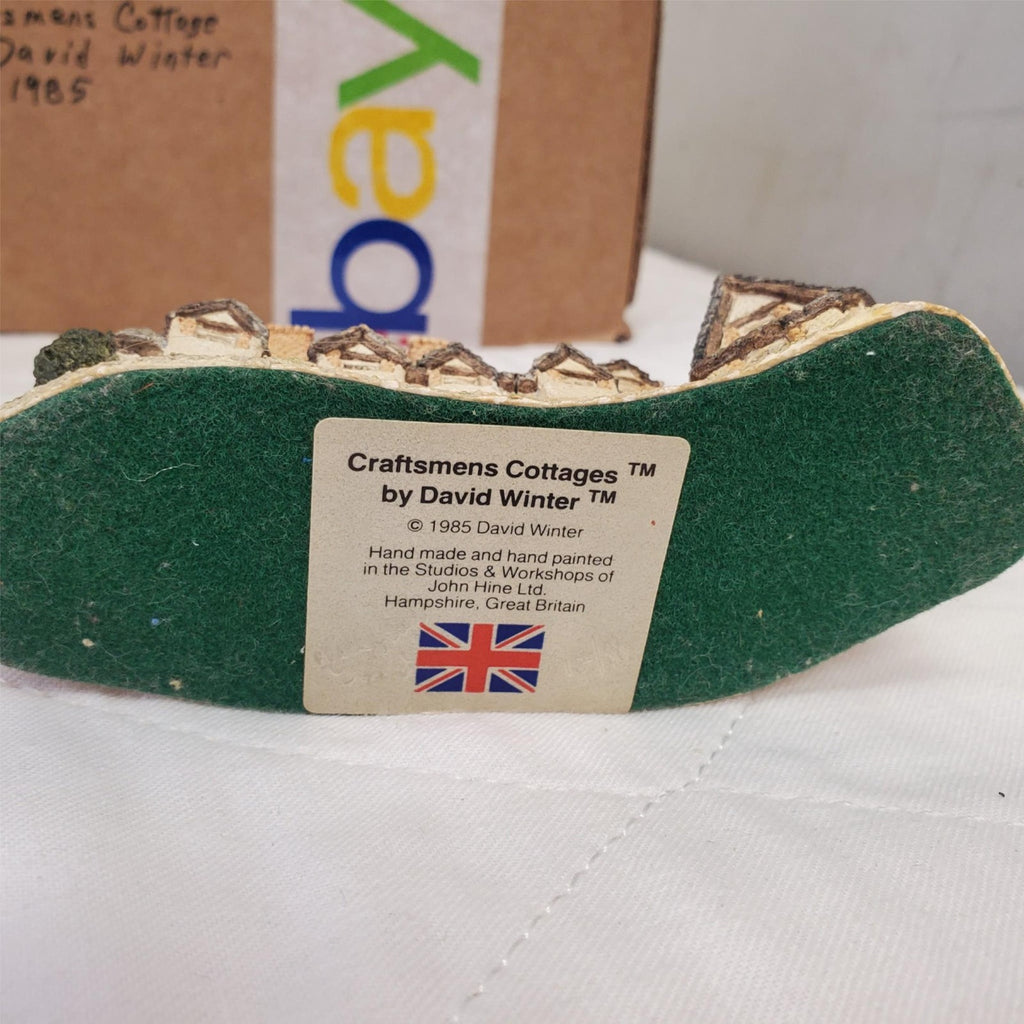 smens Cottage
David Winter
1985
bay
Craftsmens Cottages ™
by David Winter ™
© 1985 David Winter
Hand made and hand painted
in the Studios & Workshops of
John Hine Ltd.
Hampshire, Great Britain